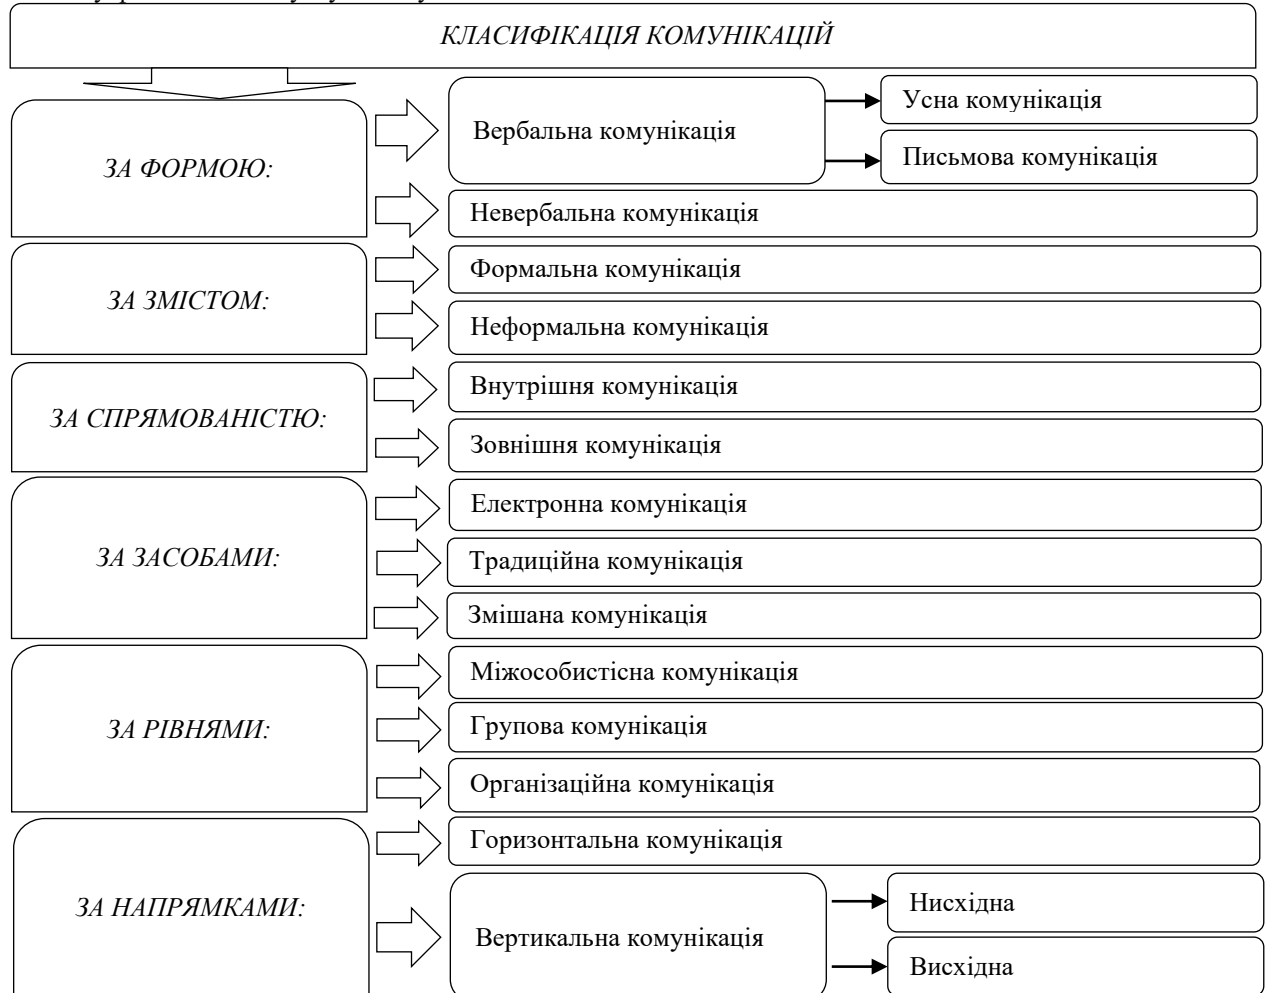 КЛАСИФІКАЦІЯ КОМУНІКАЦІЙ
ЗА ФОРМОЮ:
Вербальна комунікація
Усна комунікація
Письмова комунікація
Невербальна комунікація
ЗА ЗМІСТОМ:
Формальна комунікація
Неформальна комунікація
ЗА СПРЯМОВАНІСТЮ:
Внутрішня комунікація
Зовнішня комунікація
ЗА ЗАСОБАМИ:
Електронна комунікація
Традиційна комунікація
Змішана комунікація
ЗА РІВНЯМИ:
Міжособистісна комунікація
Групова комунікація
Організаційна комунікація
ЗА НАПРЯМКАМИ:
Горизонтальна комунікація
Вертикальна комунікація
Нисхідна
Висхідна